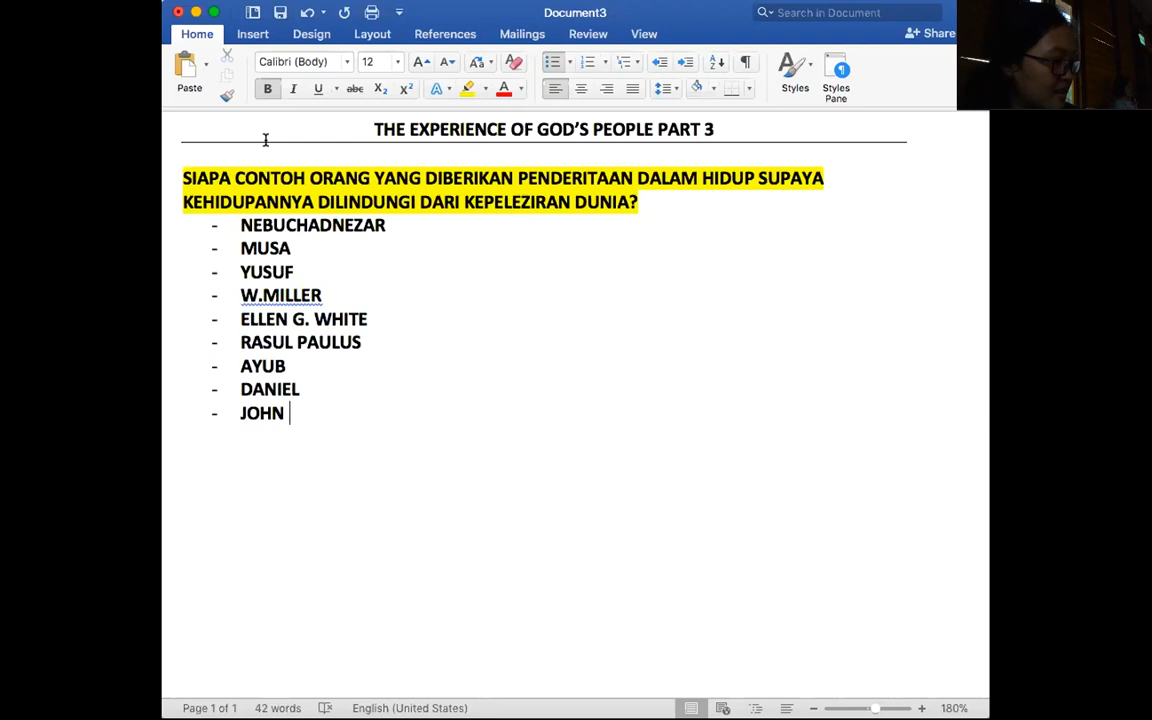 Document3
Search in Document
Home Insert Design Layout References Mailings Review View Share
Paste
Calibri (Body) 12
Styles Styles Pane
THE EXPERIENCE OF GOD’S PEOPLE PART 3
SIAPA CONTOH ORANG YANG DIBERIKAN PENDERITAAN DALAM HIDUP SUPAYA
KEHIDUPANNYA DILINDUNGI DARI KEPELEZIRAN DUNIA?
- NEBUCHADNEZAR
- MUSA
- YUSUF
- W.MILLER
- ELLEN G. WHITE
- RASUL PAULUS
- AYUB
- DANIEL
- JOHN
Page 1 of 1 42 words English (United States) 180%